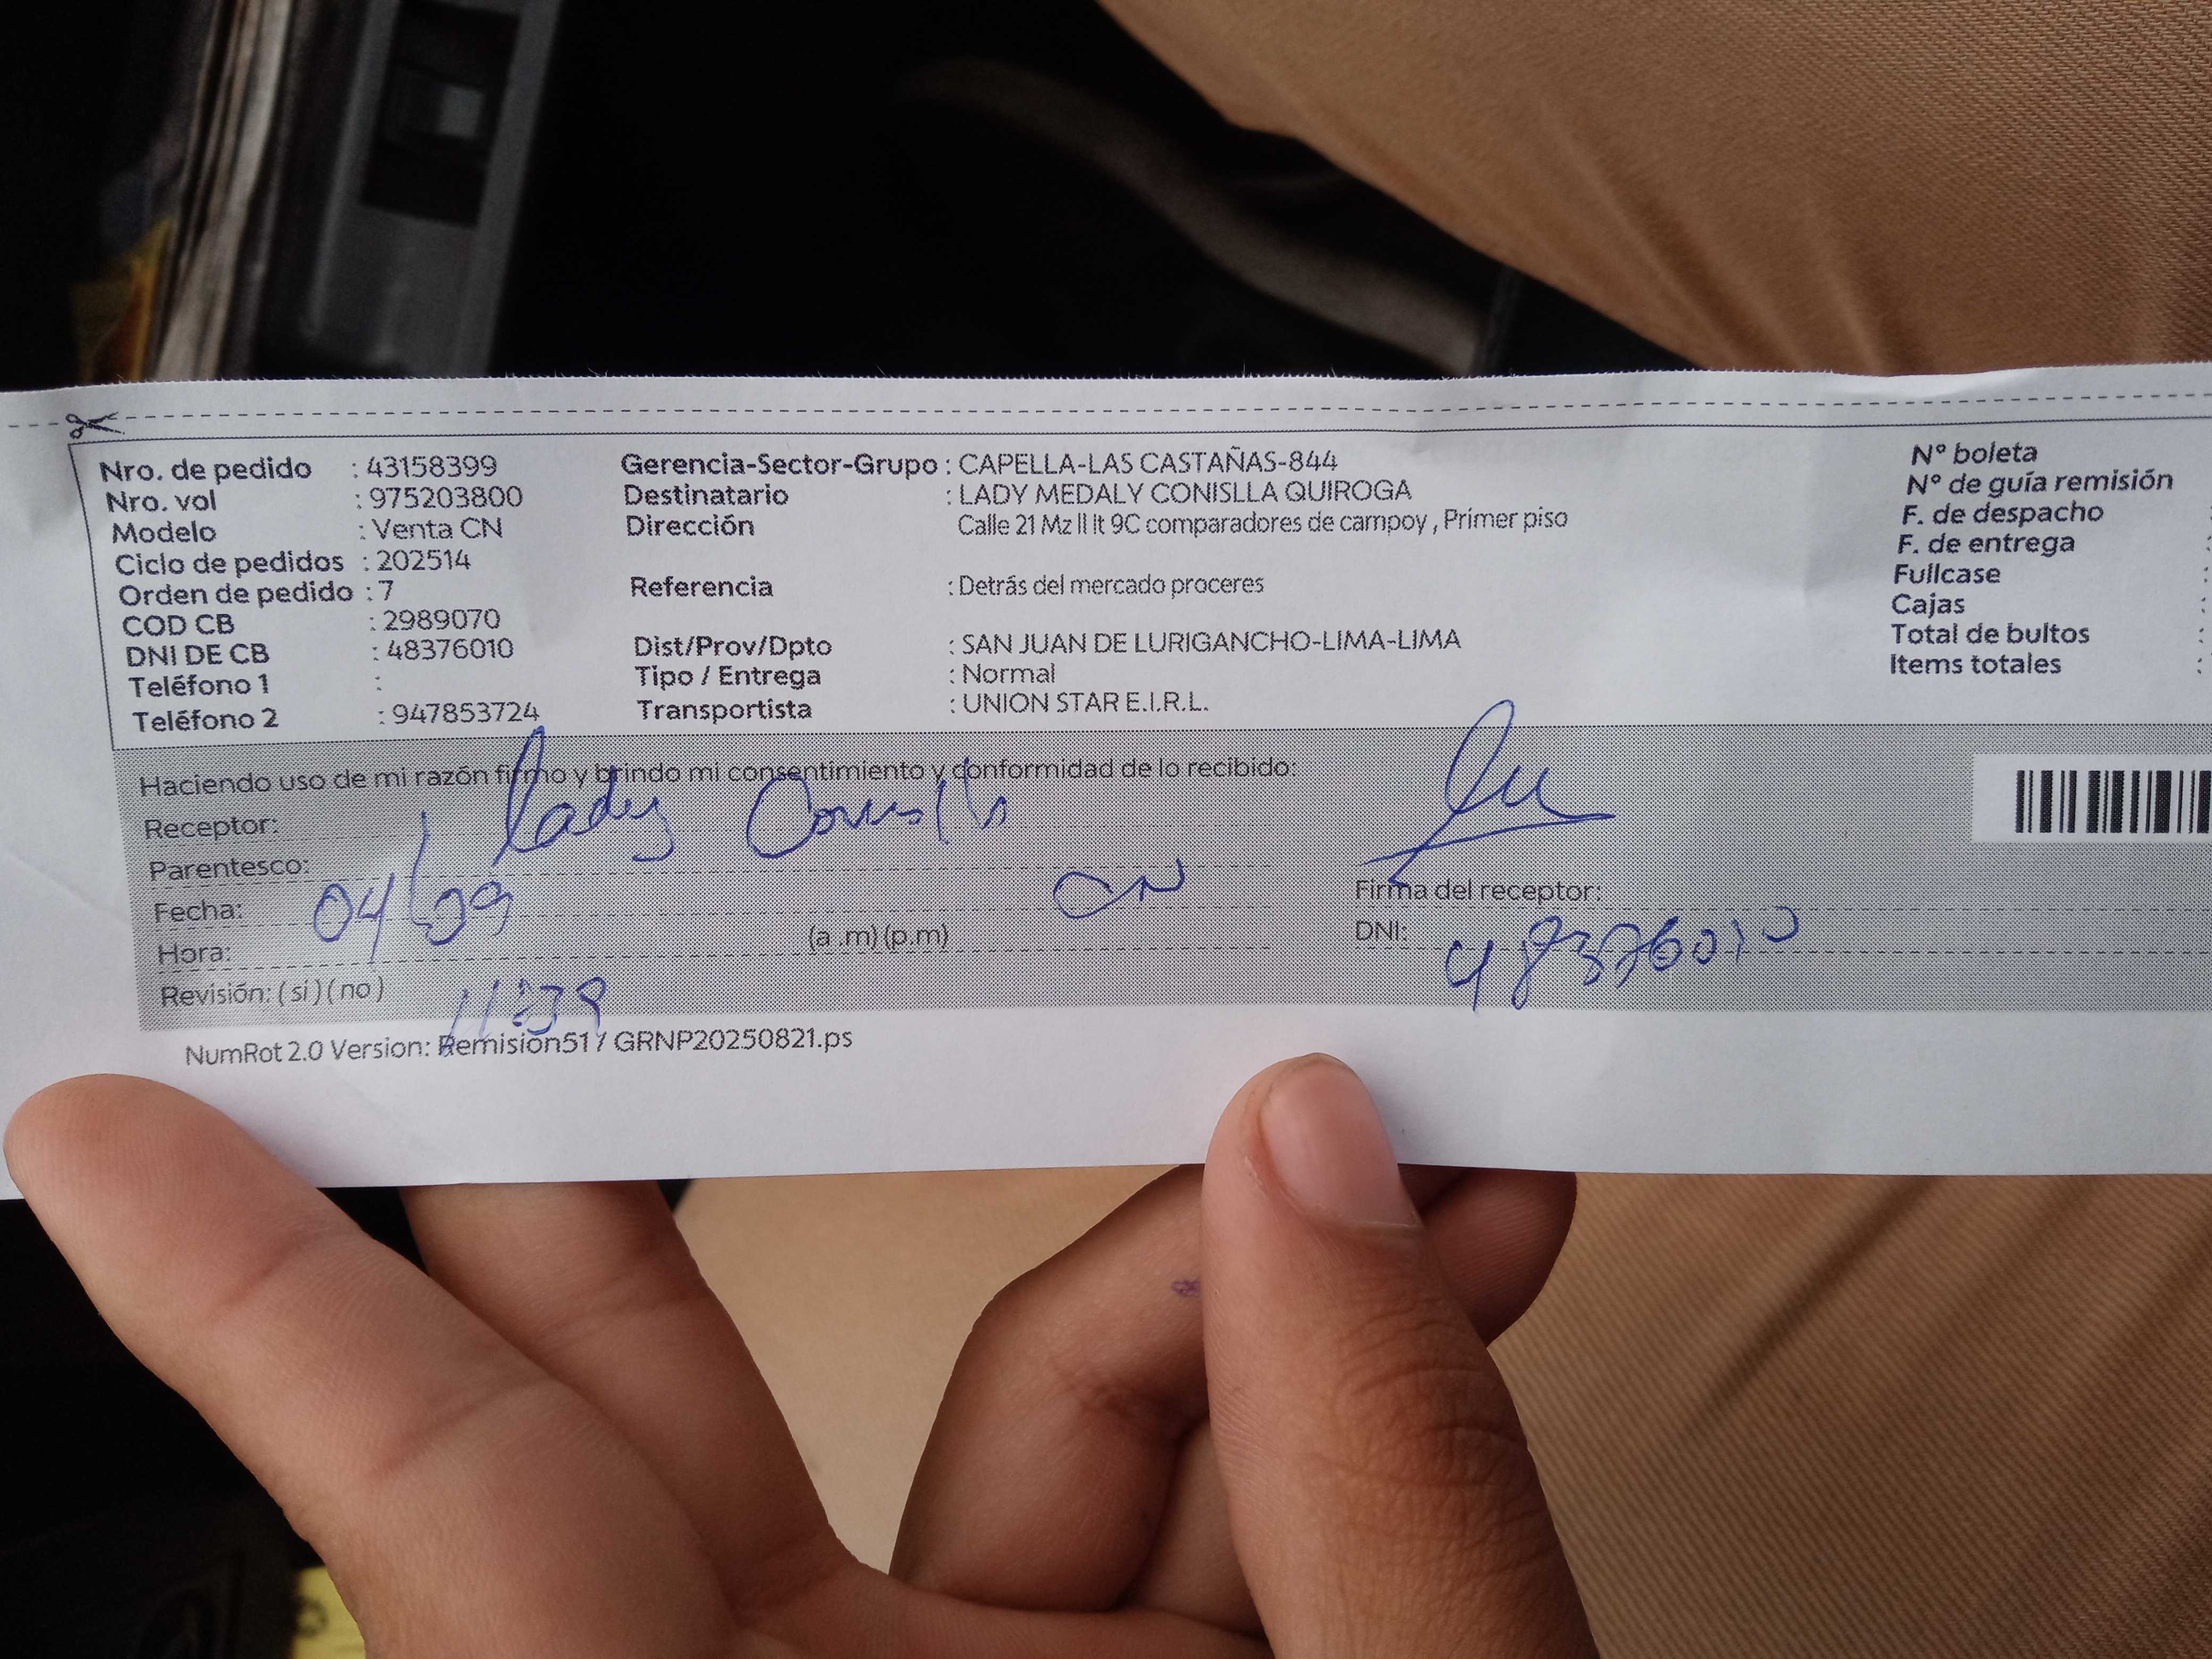 Nro. de pedido : 43158399
Nro. vol : 975203800
Modelo : Venta CN
Ciclo de pedidos : 202514
Orden de pedido : 7
COD CB : 2989070
DNI DE CB : 48376010
Teléfono 1 :
Teléfono 2 : 947853724
Gerencia-Sector-Grupo : CAPELLA-LAS CASTAÑAS-844
Destinatario : LADY MEDALY CONISLLA QUIROGA
Dirección Calle 21 Mz ll lt 9C comparadores de campoy , Primer piso
Referencia : Detrás del mercado proceres
Dist/Prov/Dpto : SAN JUAN DE LURIGANCHO-LIMA-LIMA
Tipo / Entrega : Normal
Transportista : UNION STAR E.I.R.L.
N° boleta
N° de guía remisión
F. de despacho
F. de entrega :
Fullcase :
Cajas :
Total de bultos :
Items totales :
Haciendo uso de mi razón firmo y brindo mi consentimiento y conformidad de lo recibido:
Receptor: Lady Conislla
Parentesco: CN
Fecha: 04/09
Hora: (a .m) (p.m)
Revisión: ( si ) ( no ) 11:39
Firma del receptor:
DNI: 48376010
NumRot 2.0 Version: Remision517 GRNP20250821.ps